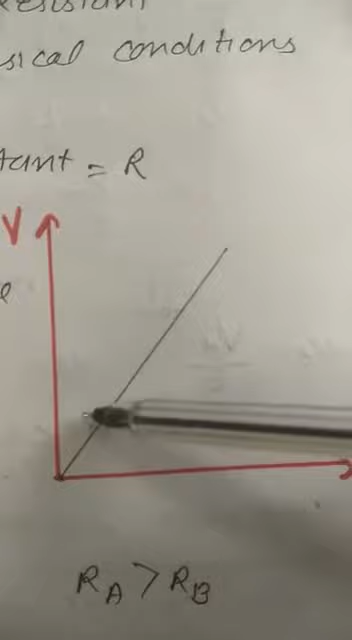 sical conditions
= R
V
R_A > R_B